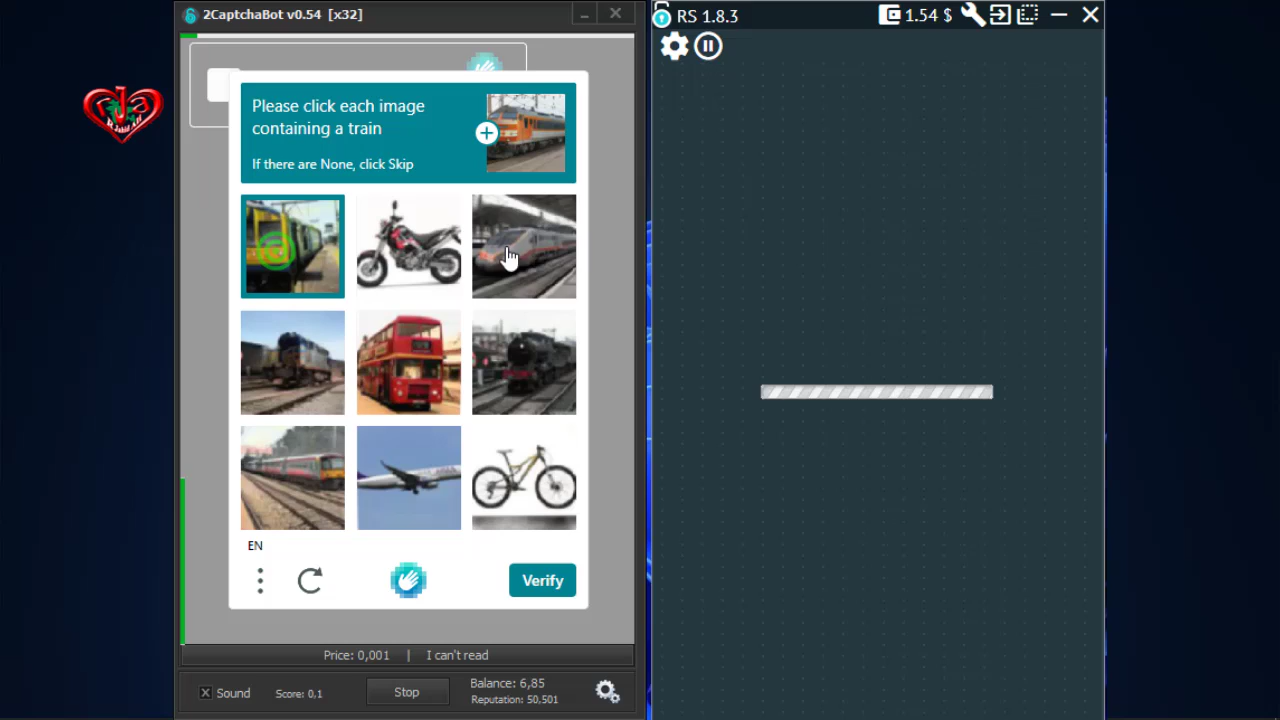 2CaptchaBot v0.54 [x32]
RS 1.8.3
1.54 $
Please click each image
containing a train
If there are None, click Skip
EN
Verify
Price: 0,001 | I can't read
Sound
Score: 0,1
Stop
Balance: 6,85
Reputation: 50,501